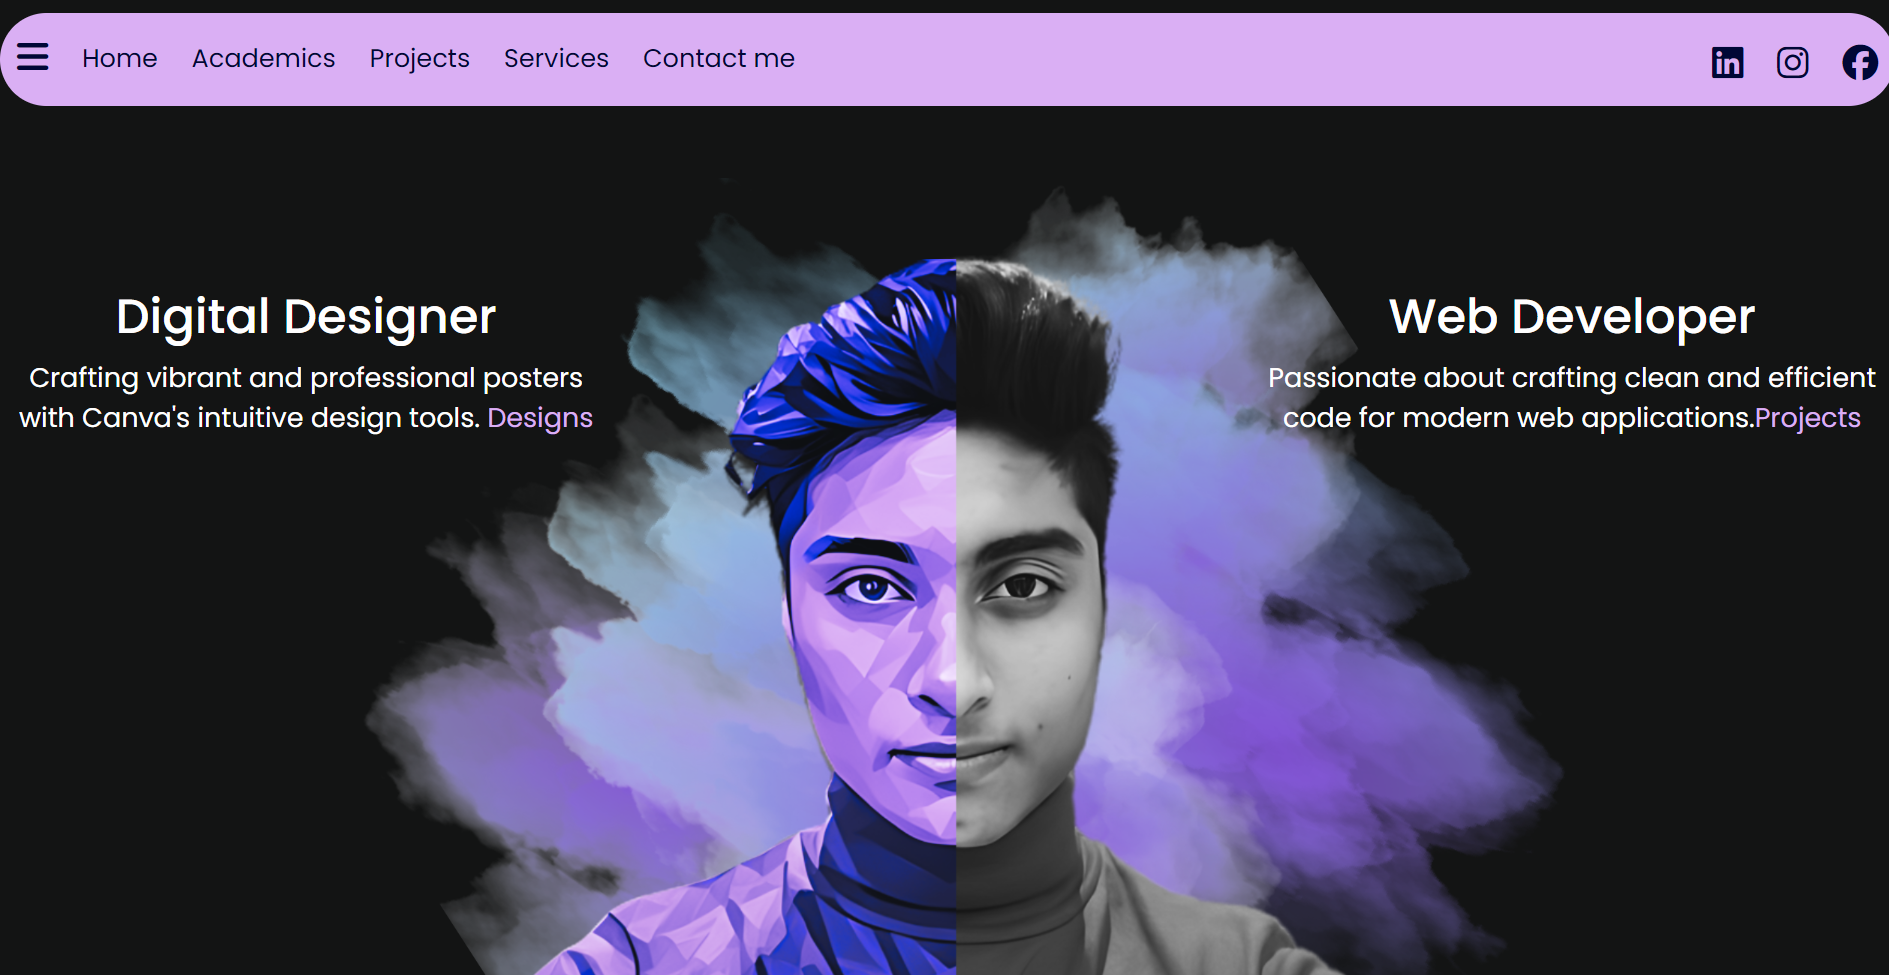 Home Academics Projects Services Contact me
Digital Designer
Crafting vibrant and professional posters
with Canva's intuitive design tools. Designs
Web Developer
Passionate about crafting clean and efficient
code for modern web applications.Projects